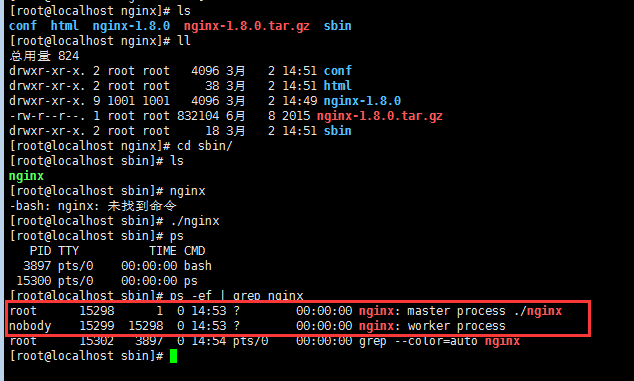 [root@localhost nginx]# ls
conf  html  nginx-1.8.0  nginx-1.8.0.tar.gz  sbin
[root@localhost nginx]# ll
总用量 824
drwxr-xr-x. 2 root root   4096 3月   2 14:51 conf
drwxr-xr-x. 2 root root     38 3月   2 14:51 html
drwxr-xr-x. 9 1001 1001   4096 3月   2 14:49 nginx-1.8.0
-rw-r--r--. 1 root root 832104 6月   8 2015 nginx-1.8.0.tar.gz
drwxr-xr-x. 2 root root     18 3月   2 14:51 sbin
[root@localhost nginx]# cd sbin/
[root@localhost sbin]# ls
nginx
[root@localhost sbin]# nginx
-bash: nginx: 未找到命令
[root@localhost sbin]# ./nginx
[root@localhost sbin]# ps
   PID TTY          TIME CMD
  3897 pts/0    00:00:00 bash
 15300 pts/0    00:00:00 ps
[root@localhost sbin]# ps -ef | grep nginx
root      15298      1  0 14:53 ?        00:00:00 nginx: master process ./nginx
nobody    15299  15298  0 14:53 ?        00:00:00 nginx: worker process
root      15302   3897  0 14:54 pts/0    00:00:00 grep --color=auto nginx
[root@localhost sbin]#